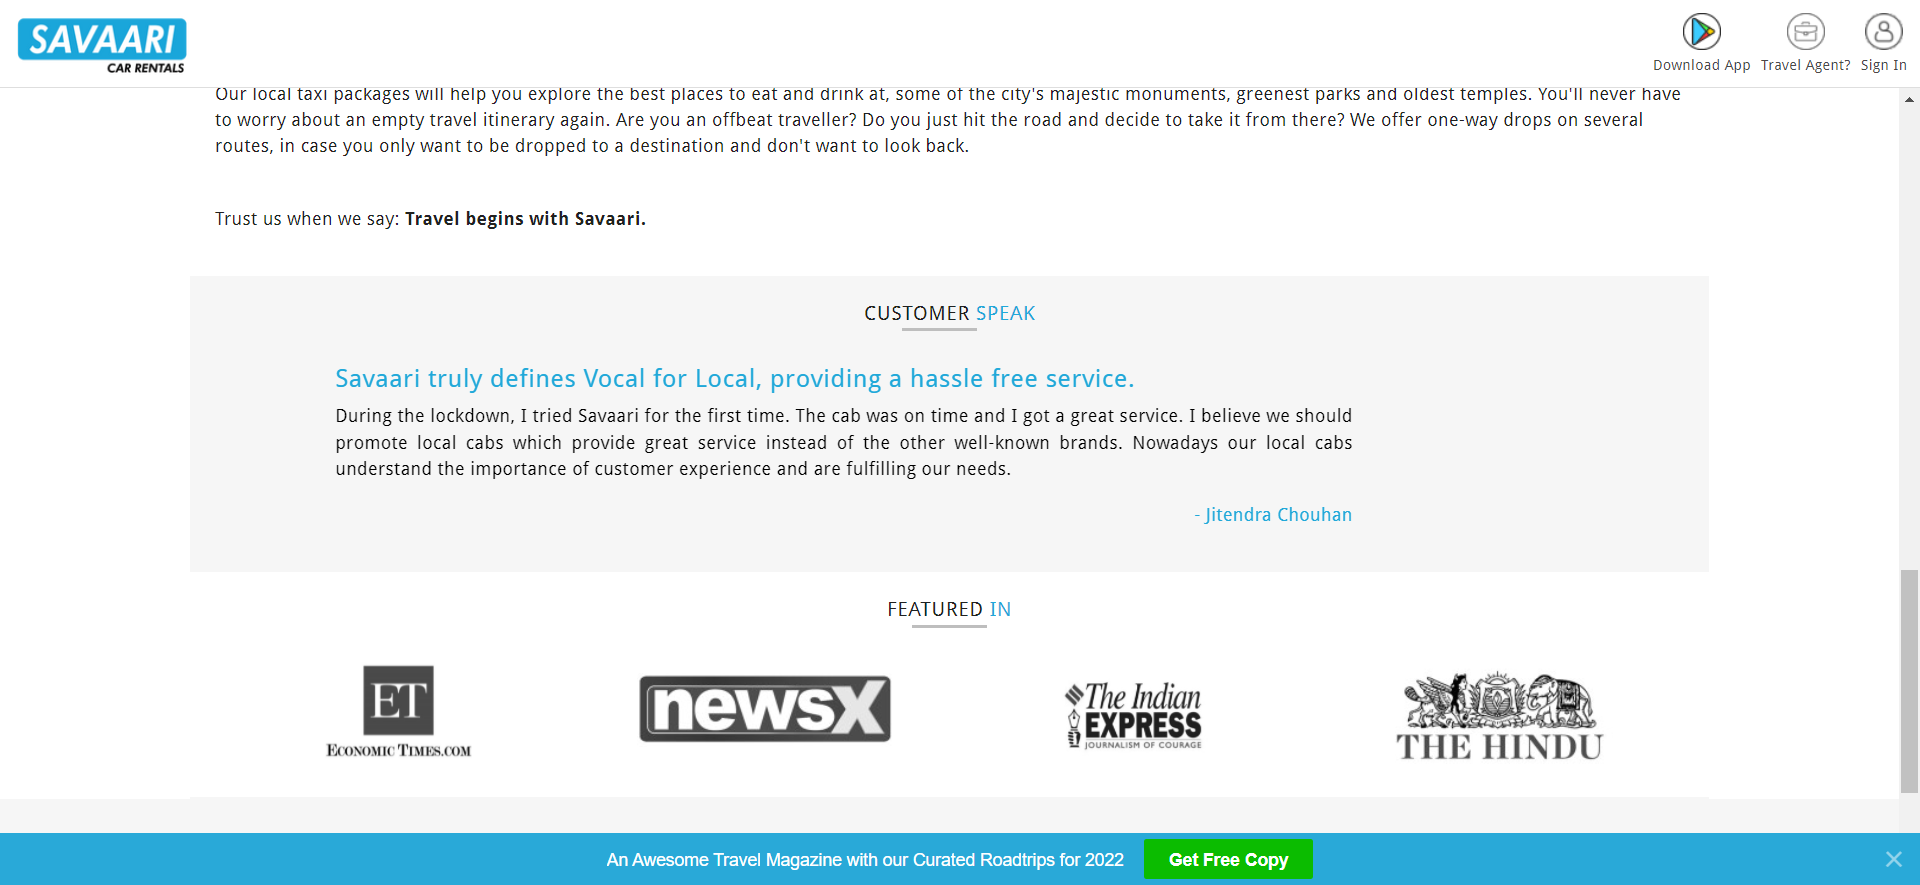 SAVAARI
CAR RENTALS
Download App
Travel Agent?
Sign In
Our local taxi packages will help you explore the best places to eat and drink at, some of the city's majestic monuments, greenest parks and oldest temples. You'll never have
to worry about an empty travel itinerary again. Are you an offbeat traveller? Do you just hit the road and decide to take it from there? We offer one-way drops on several
routes, in case you only want to be dropped to a destination and don't want to look back.
Trust us when we say: Travel begins with Savaari.
CUSTOMER SPEAK
Savaari truly defines Vocal for Local, providing a hassle free service.
During the lockdown, I tried Savaari for the first time. The cab was on time and I got a great service. I believe we should
promote local cabs which provide great service instead of the other well-known brands. Nowadays our local cabs
understand the importance of customer experience and are fulfilling our needs.
- Jitendra Chouhan
FEATURED IN
ET
ECONOMIC TIMES.COM
newsX
The Indian
EXPRESS
JOURNALISM OF COURAGE
THE HINDU
An Awesome Travel Magazine with our Curated Roadtrips for 2022
Get Free Copy